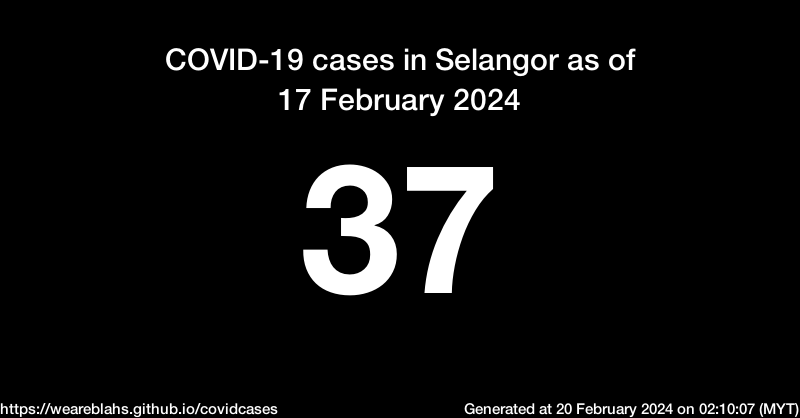 COVID-19 cases in Selangor as of
17 February 2024
37
https://weareblahs.github.io/covidcases
Generated at 20 February 2024 on 02:10:07 (MYT)